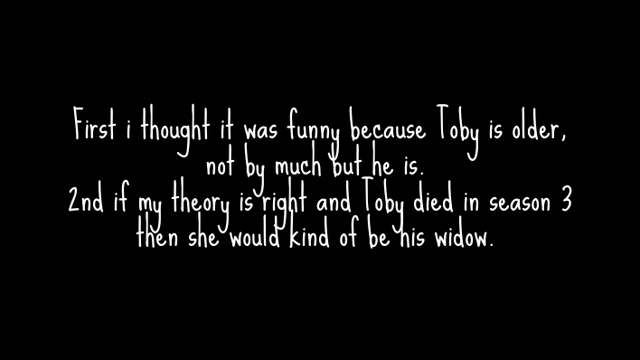 First i thought it was funny because Toby is older,
not by much but he is.
2nd if my theory is right and Toby died in season 3
then she would kind of be his widow.